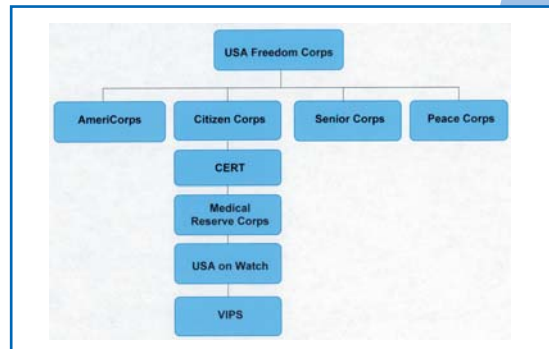 USA Freedom Corps
AmeriCorps
Citizen Corps
Senior Corps
Peace Corps
CERT
Medical
Reserve Corps
USA on Watch
VIPS